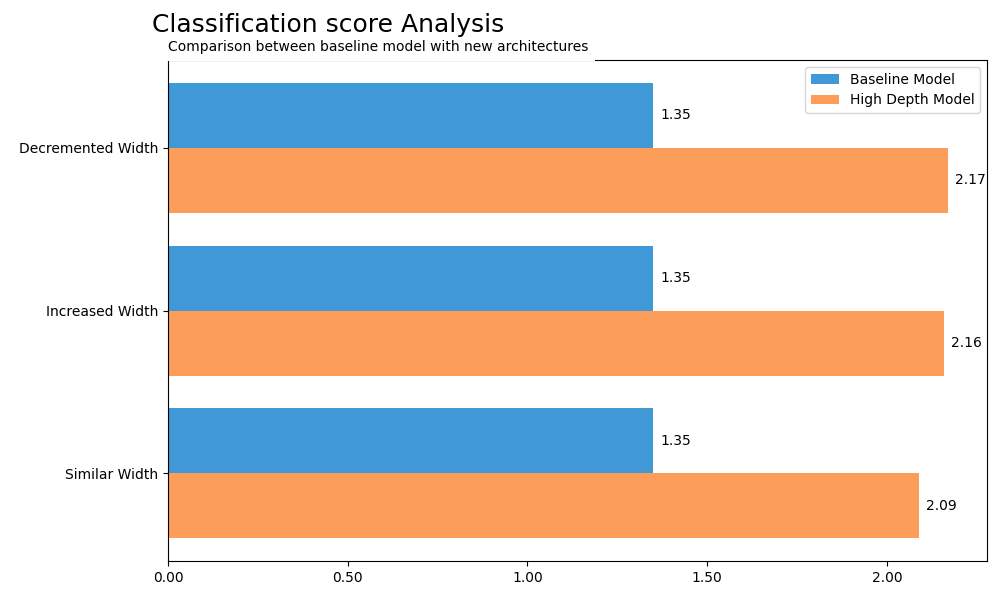 Classification score Analysis
Comparison between baseline model with new architectures
Baseline Model
High Depth Model
Decremented Width
1.35
2.17
Increased Width
1.35
2.16
Similar Width
1.35
2.09
0.00 0.50 1.00 1.50 2.00